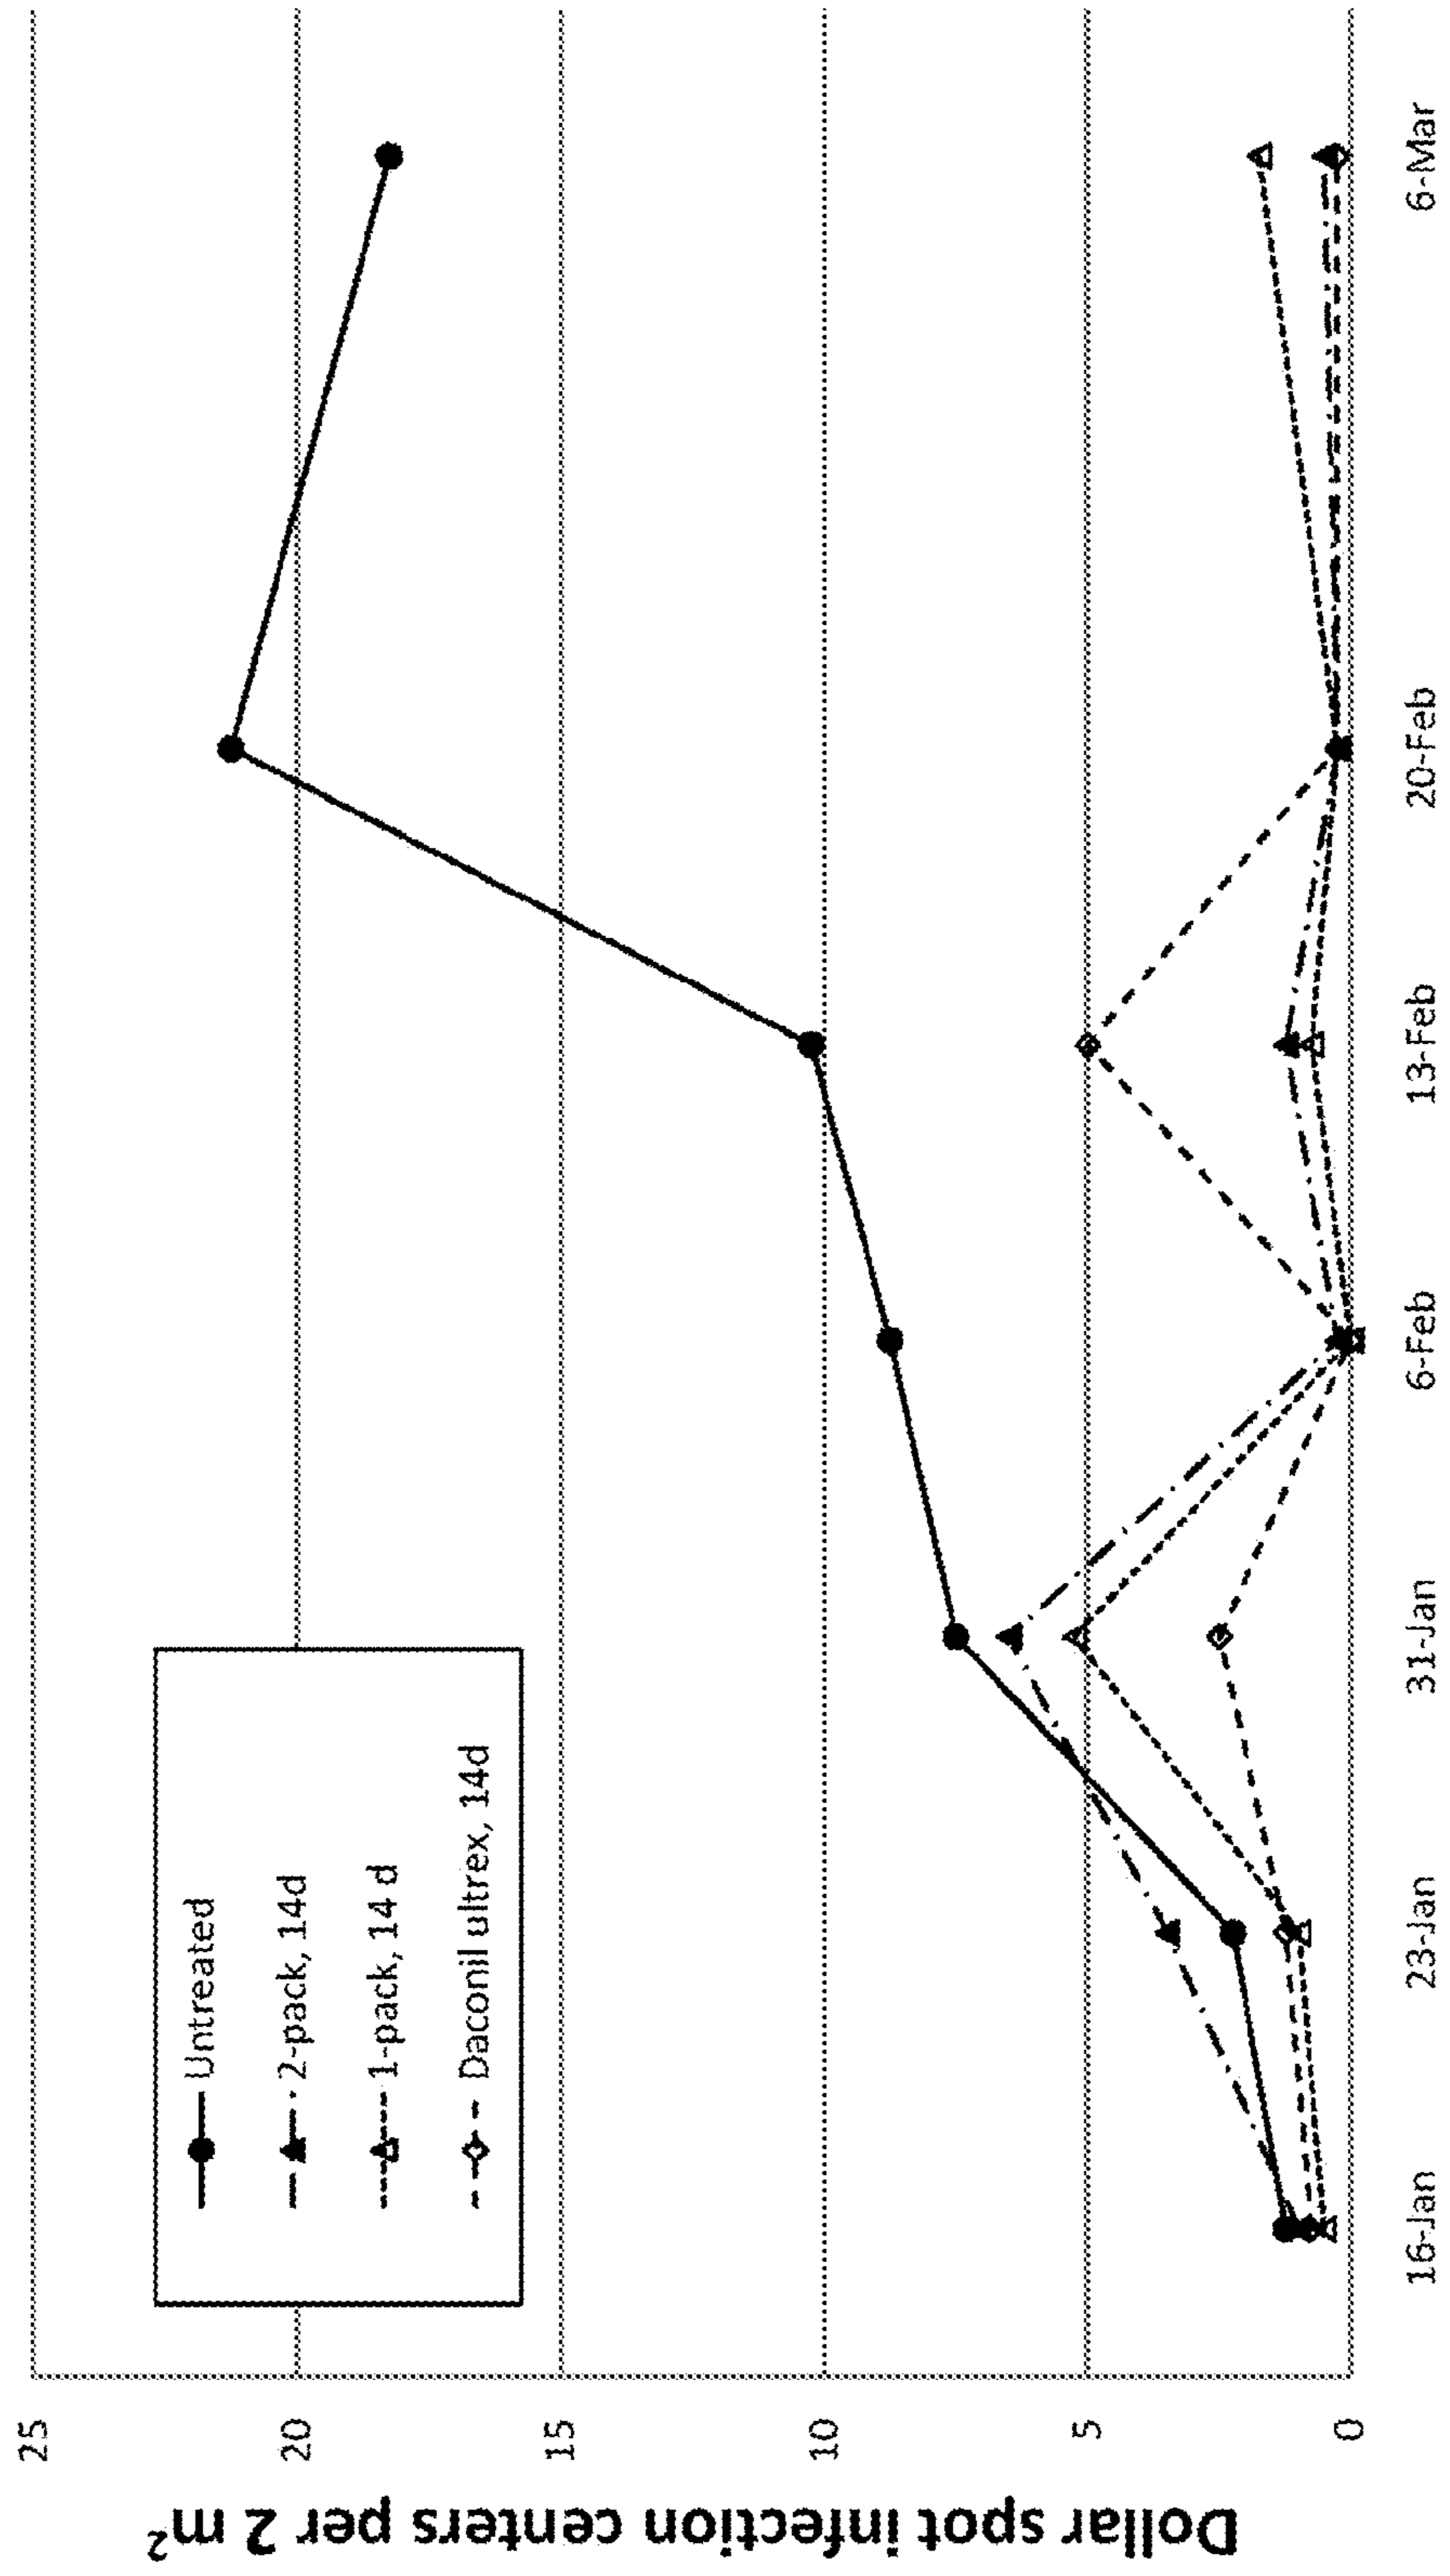 Dollar spot infection centers per 2 m²
25
20
15
10
5
0
Untreated
2-pack, 14d
1-pack, 14 d
Daconil ultrex, 14d
16-Jan 23-Jan 31-Jan 6-Feb 13-Feb 20-Feb 6-Mar